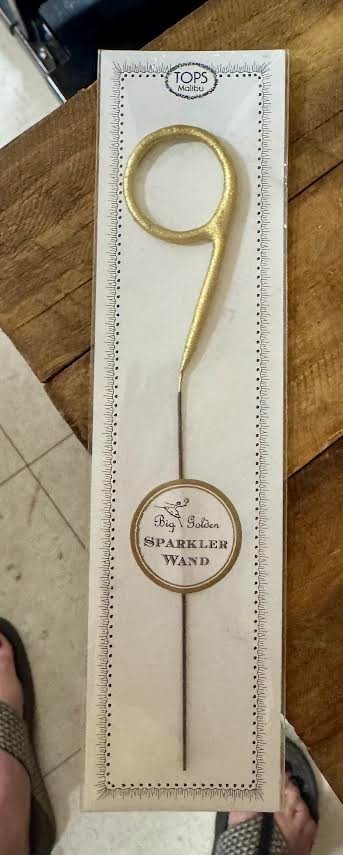 TOPS
Malibu
Big Golden
SPARKLER
WAND